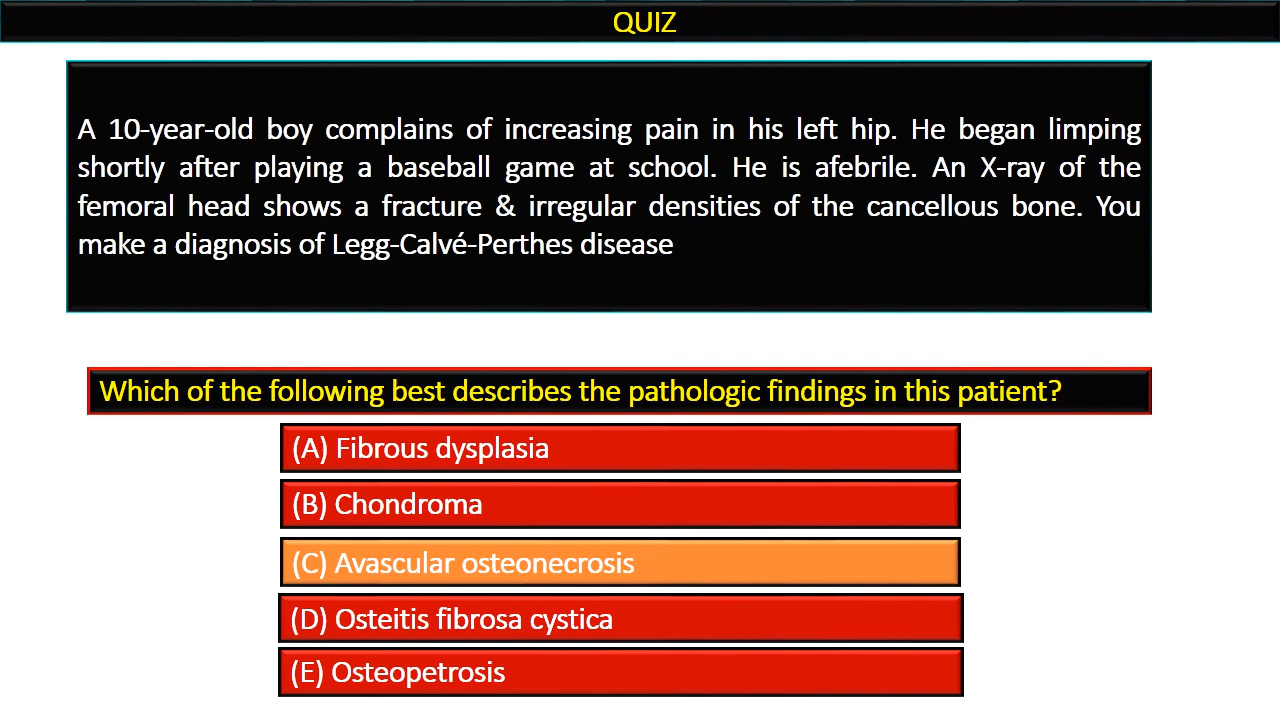 QUIZ
A 10-year-old boy complains of increasing pain in his left hip. He began limping
shortly after playing a baseball game at school. He is afebrile. An X-ray of the
femoral head shows a fracture & irregular densities of the cancellous bone. You
make a diagnosis of Legg-Calvé-Perthes disease
Which of the following best describes the pathologic findings in this patient?
(A) Fibrous dysplasia
(B) Chondroma
(C) Avascular osteonecrosis
(D) Osteitis fibrosa cystica
(E) Osteopetrosis